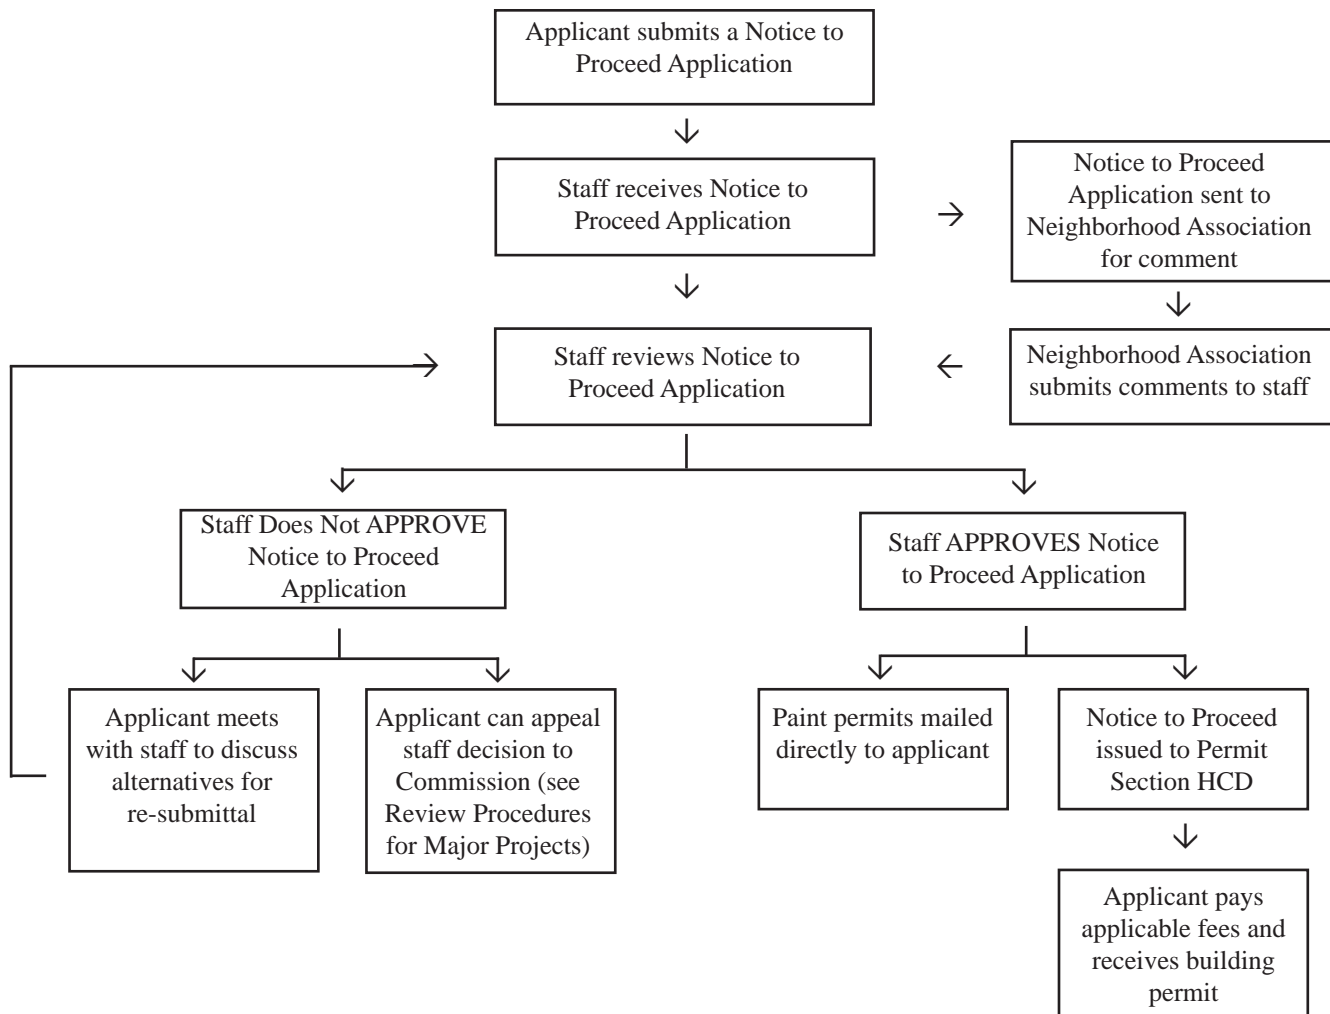 Applicant submits a Notice to
Proceed Application
Staff receives Notice to
Proceed Application
Notice to Proceed
Application sent to
Neighborhood Association
for comment
Staff reviews Notice to
Proceed Application
Neighborhood Association
submits comments to staff
Staff Does Not APPROVE
Notice to Proceed
Application
Staff APPROVES Notice
to Proceed Application
Applicant meets
with staff to discuss
alternatives for
re-submittal
Applicant can appeal
staff decision to
Commission (see
Review Procedures
for Major Projects)
Paint permits mailed
directly to applicant
Notice to Proceed
issued to Permit
Section HCD
Applicant pays
applicable fees and
receives building
permit